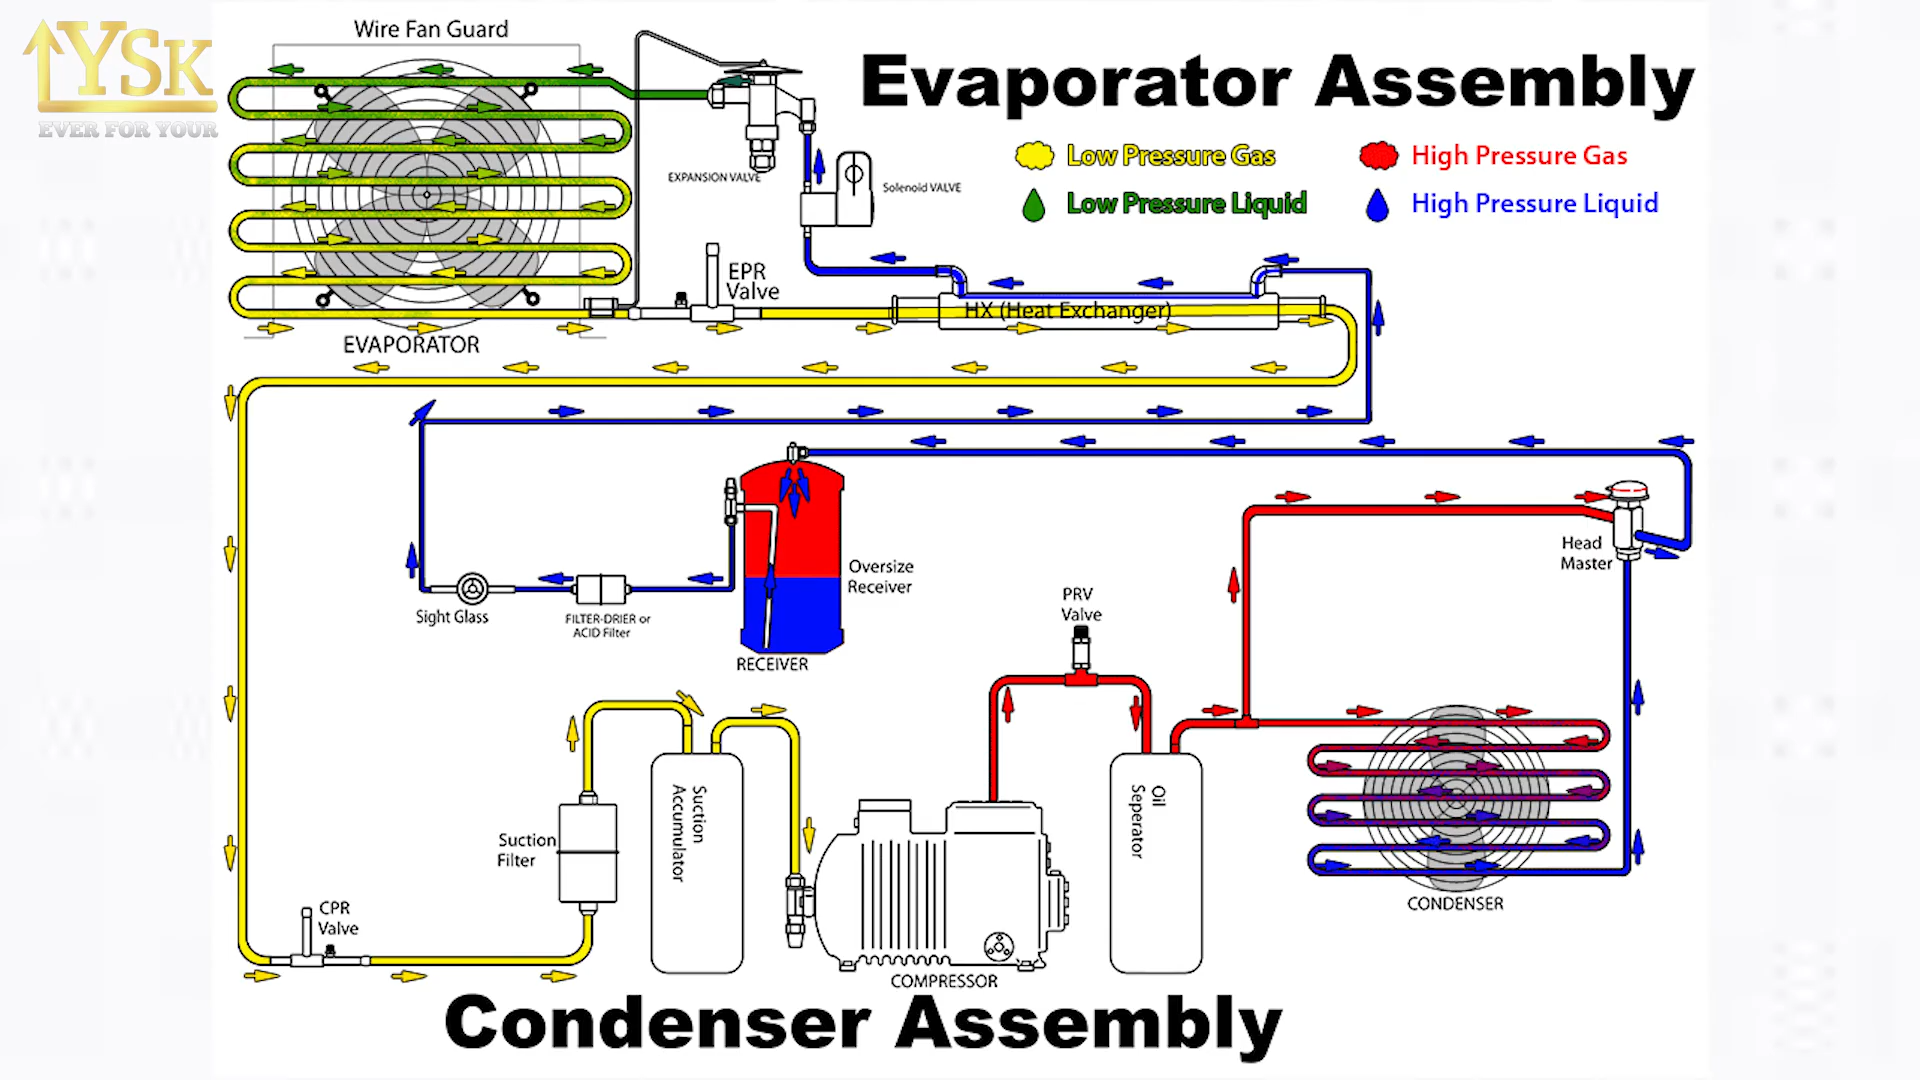 YSK
EVER FOR YOUR
Wire Fan Guard
Evaporator Assembly
Low Pressure Gas
High Pressure Gas
Low Pressure Liquid
High Pressure Liquid
EXPANSION VALVE
Solenoid VALVE
EPR
Valve
HX (Heat Exchanger)
EVAPORATOR
Head
Master
Oversize
Receiver
PRV
Valve
Sight Glass
FILTER-DRIER or
ACID Filter
RECEIVER
Suction
Accumulator
Oil
Seperator
Suction
Filter
CONDENSER
CPR
Valve
COMPRESSOR
Condenser Assembly